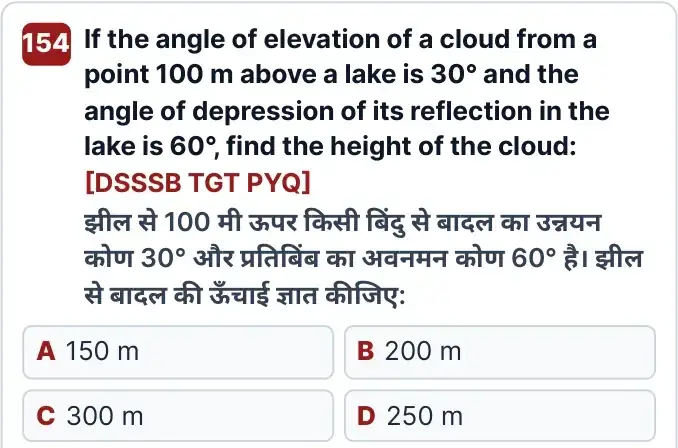 154 If the angle of elevation of a cloud from a
point 100 m above a lake is 30° and the
angle of depression of its reflection in the
lake is 60°, find the height of the cloud:
[DSSSB TGT PYQ]
झील से 100 मी ऊपर किसी बिंदु से बादल का उन्नयन
कोण 30° और प्रतिबिंब का अवनमन कोण 60° है। झील
से बादल की ऊँचाई ज्ञात कीजिए:
A 150 m
B 200 m
C 300 m
D 250 m